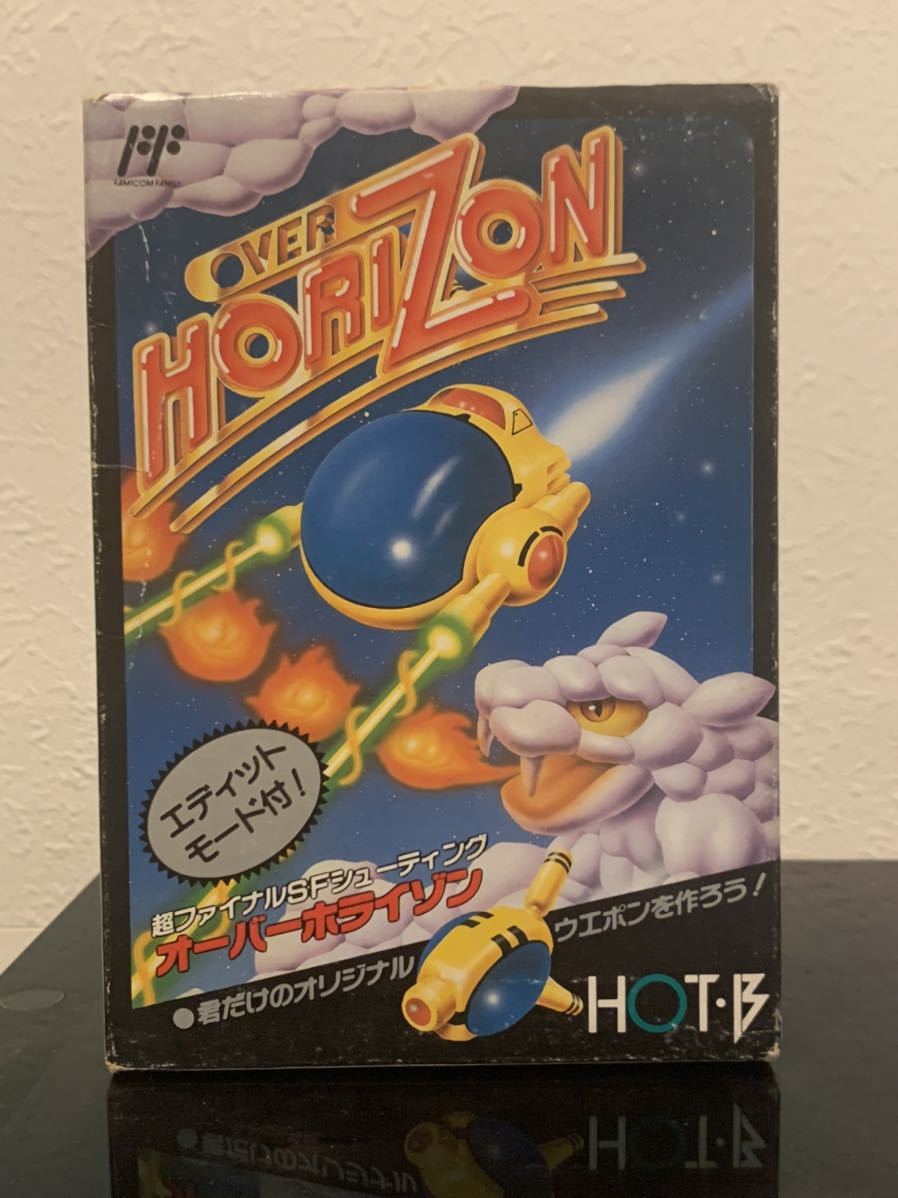 FAMICOM FAMILY
OVER
HORIZON
エディット
モード付!
超ファイナルSFシューティング
オーバーホライゾン
●君だけのオリジナル
ウエポンを作ろう!
HOT・B